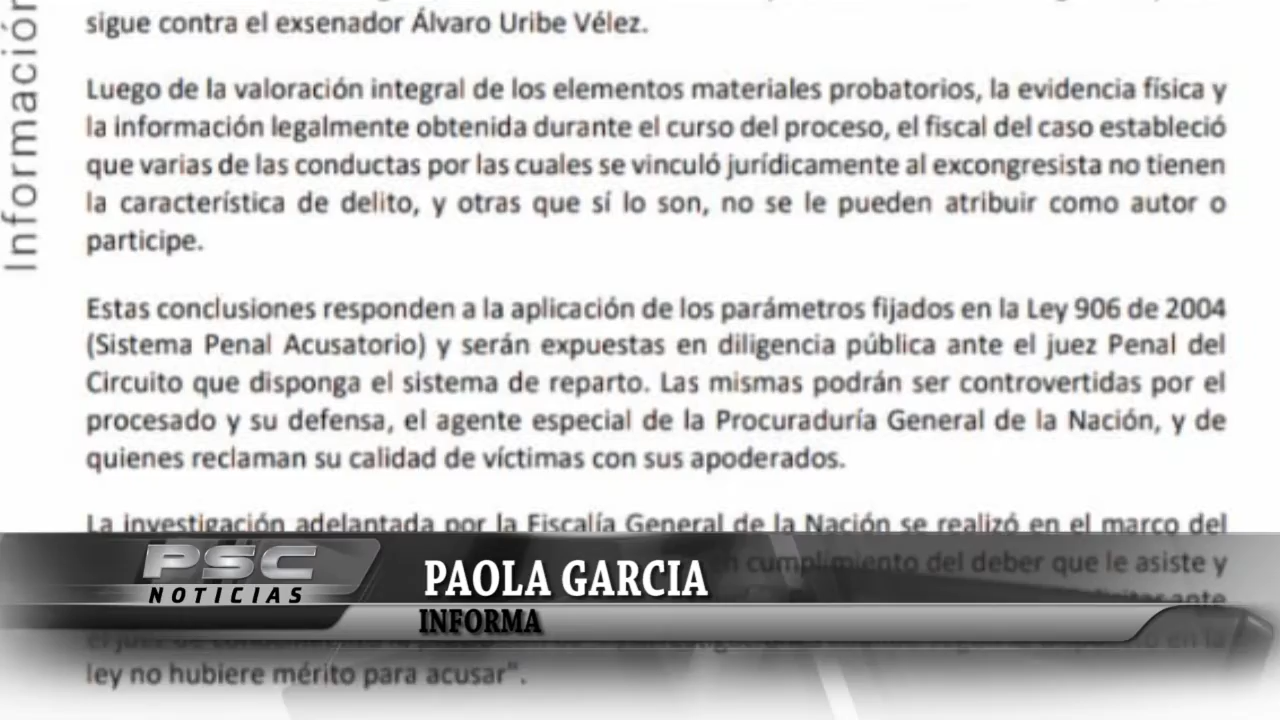 Información
sigue contra el exsenador Álvaro Uribe Vélez.
Luego de la valoración integral de los elementos materiales probatorios, la evidencia física y
la información legalmente obtenida durante el curso del proceso, el fiscal del caso estableció
que varias de las conductas por las cuales se vinculó jurídicamente al excongresista no tienen
la característica de delito, y otras que sí lo son, no se le pueden atribuir como autor o
participe.
Estas conclusiones responden a la aplicación de los parámetros fijados en la Ley 906 de 2004
(Sistema Penal Acusatorio) y serán expuestas en diligencia pública ante el juez Penal del
Circuito que disponga el sistema de reparto. Las mismas podrán ser controvertidas por el
procesado y su defensa, el agente especial de la Procuraduría General de la Nación, y de
quienes reclaman su calidad de víctimas con sus apoderados.
La investigación adelantada por la Fiscalía General de la Nación se realizó en el marco del
cumplimiento del deber que le asiste y
ante
el juez de
en la
ley no hubiere mérito para acusar".
PSC
NOTICIAS
PAOLA GARCIA
INFORMA